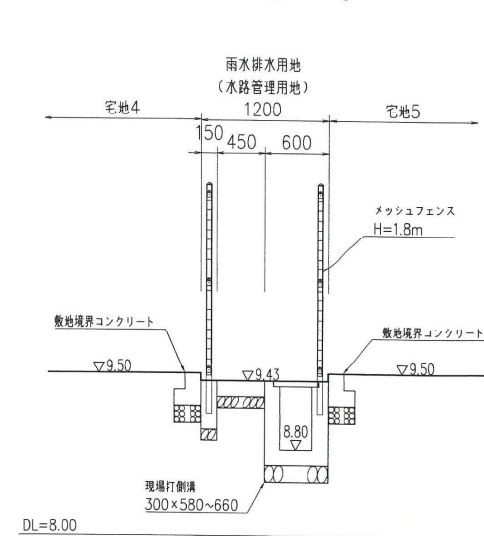 雨水排水用地
(水路管理用地)
宅地4
1200
宅地5
150
450
600
メッシュフェンス
H=1.8m
敷地境界コンクリート
敷地境界コンクリート
▽9.50
▽9.43
▽9.50
8.80
▽
現場打側溝
300×580~660
DL=8.00